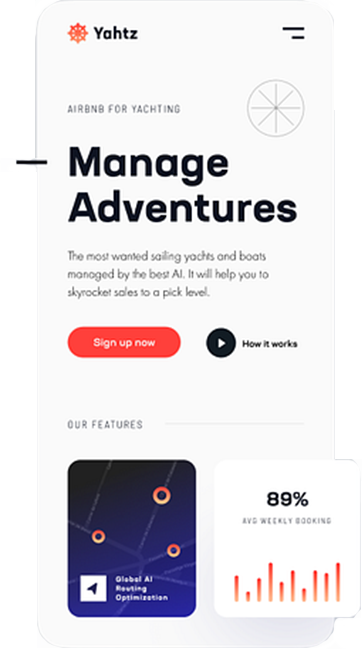 Yahtz
AIRBNB FOR YACHTING
Manage
Adventures
The most wanted sailing yachts and boats
managed by the best AI. It will help you to
skyrocket sales to a pick level.
Sign up now
How it works
OUR FEATURES
Global AI
Routing
Optimization
89%
AVG WEEKLY BOOKING